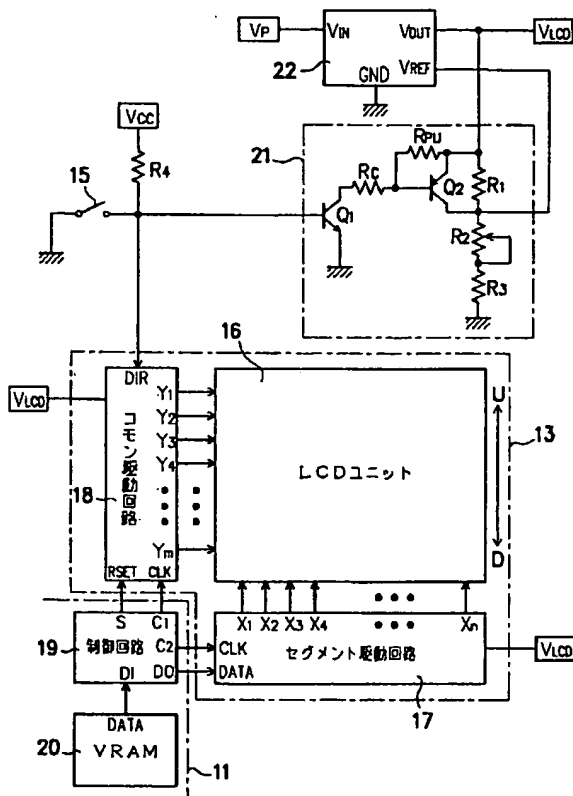 VP
VIN
VOUT
VLCD
VREF
GND
22
VCC
R4
15
21
RPU
RC
Q1
Q2
R1
R2
R3
16
DIR
VLCD
Y1
Y2
Y3
Y4
Ym
18
コモン駆動回路
LCDユニット
U
D
13
RSET
CLK
X1
X2
X3
X4
Xn
S
C1
19
制御回路
C2
CLK
セグメント駆動回路
VLCD
DI
DO
DATA
17
DATA
20
VRAM
11